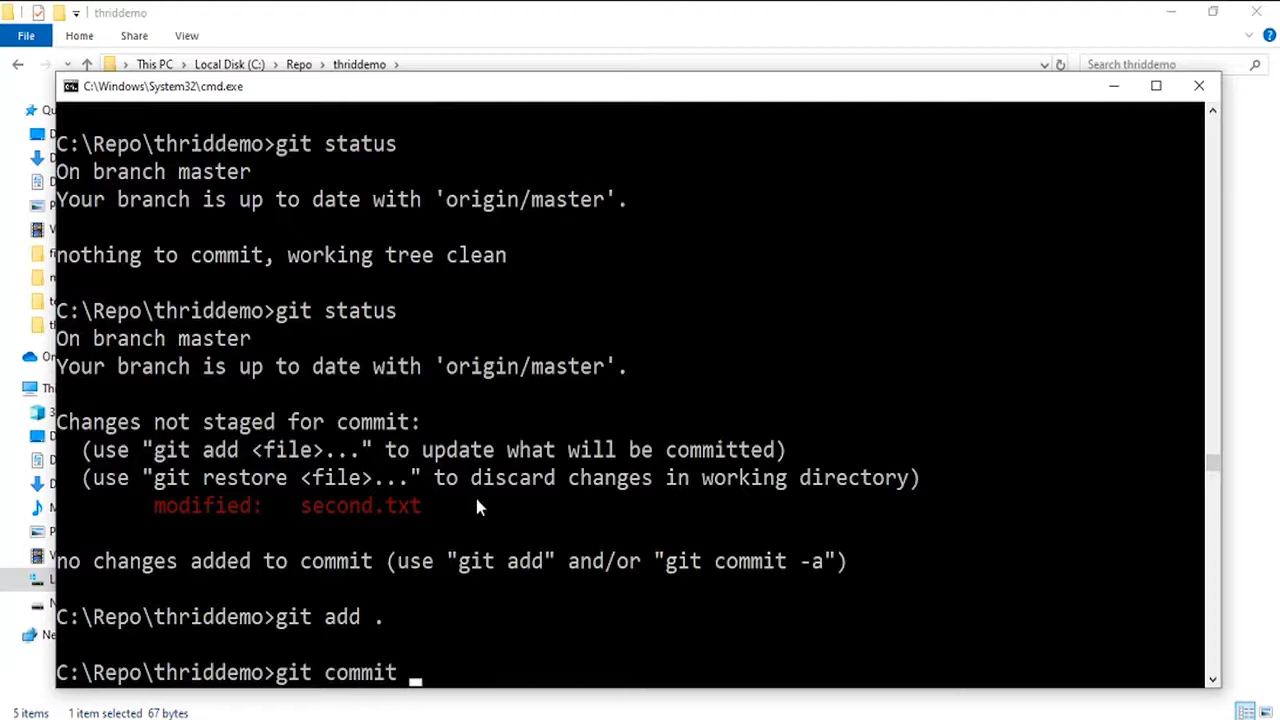 thriddemo
File Home Share View
This PC Local Disk (C:) Repo thriddemo
Search thriddemo
C:\Windows\System32\cmd.exe
C:\Repo\thriddemo>git status
On branch master
Your branch is up to date with 'origin/master'.
nothing to commit, working tree clean
C:\Repo\thriddemo>git status
On branch master
Your branch is up to date with 'origin/master'.
Changes not staged for commit:
(use "git add <file>..." to update what will be committed)
(use "git restore <file>..." to discard changes in working directory)
modified: second.txt
no changes added to commit (use "git add" and/or "git commit -a")
C:\Repo\thriddemo>git add .
C:\Repo\thriddemo>git commit
5 items 1 item selected 67 bytes